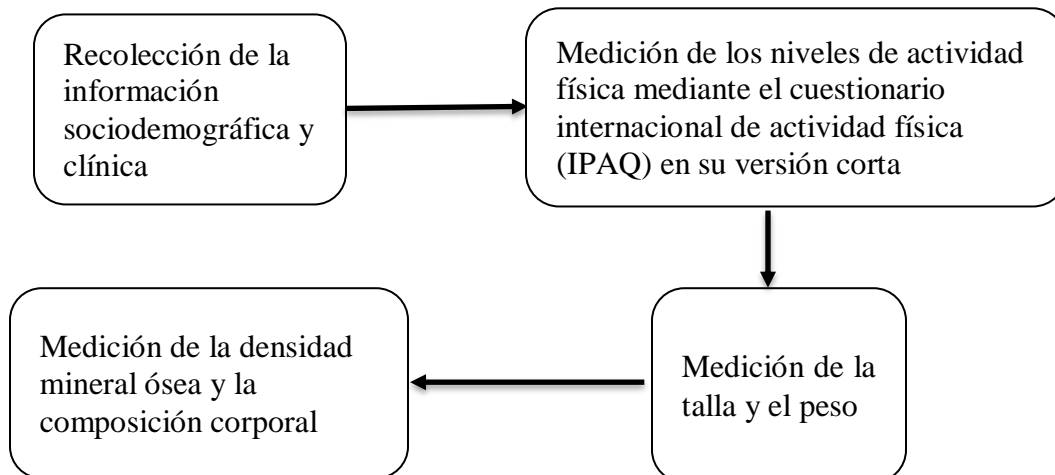 Recolección de la
información
sociodemográfica y
clínica
Medición de los niveles de actividad
física mediante el cuestionario
internacional de actividad física
(IPAQ) en su versión corta
Medición de la
talla y el peso
Medición de la densidad
mineral ósea y la
composición corporal